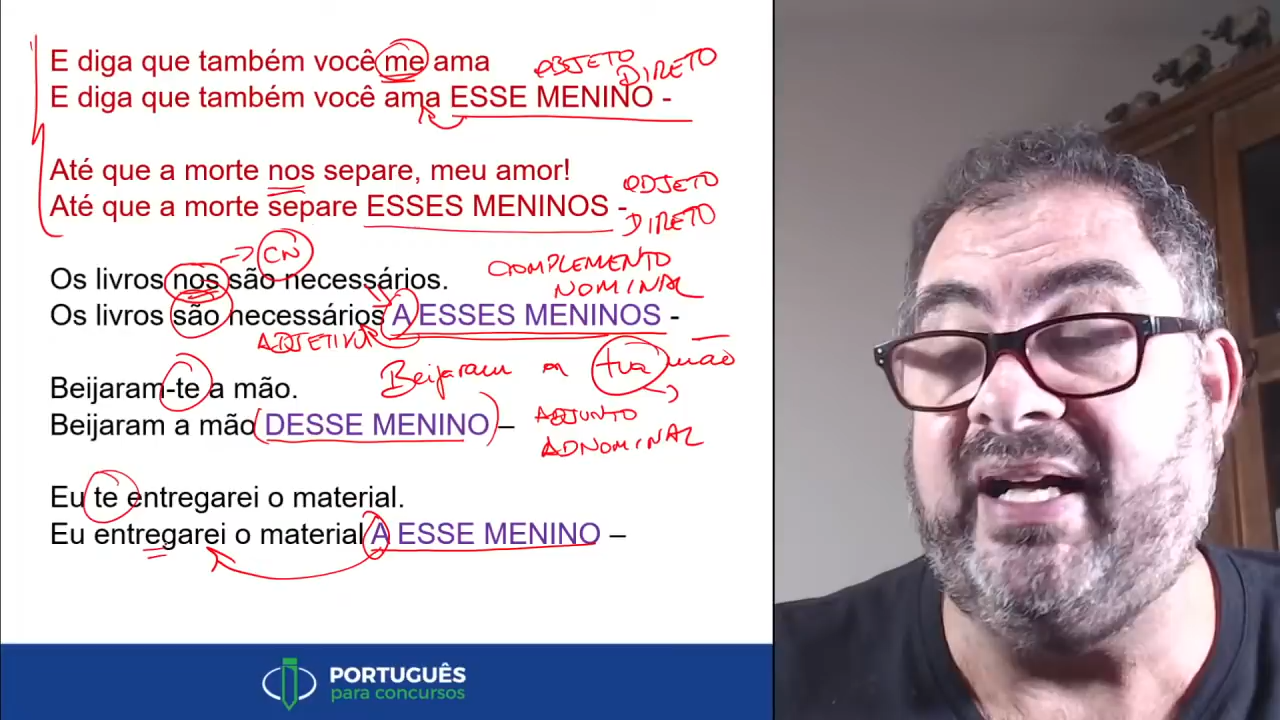 E diga que também você me ama OBJETO
E diga que também você ama ESSE MENINO - DIRETO
Até que a morte nos separe, meu amor! OBJETO
Até que a morte separe ESSES MENINOS - DIRETO
CN
Os livros nos são necessários. COMPLEMENTO
NOMINAL
Os livros são necessários A ESSES MENINOS -
ADJETIVO
Beijaram a tua mão
Beijaram-te a mão.
Beijaram a mão (DESSE MENINO) – ADJUNTO
ADNOMINAL
Eu te entregarei o material.
Eu entregarei o material A ESSE MENINO –
PORTUGUÊS
para concursos